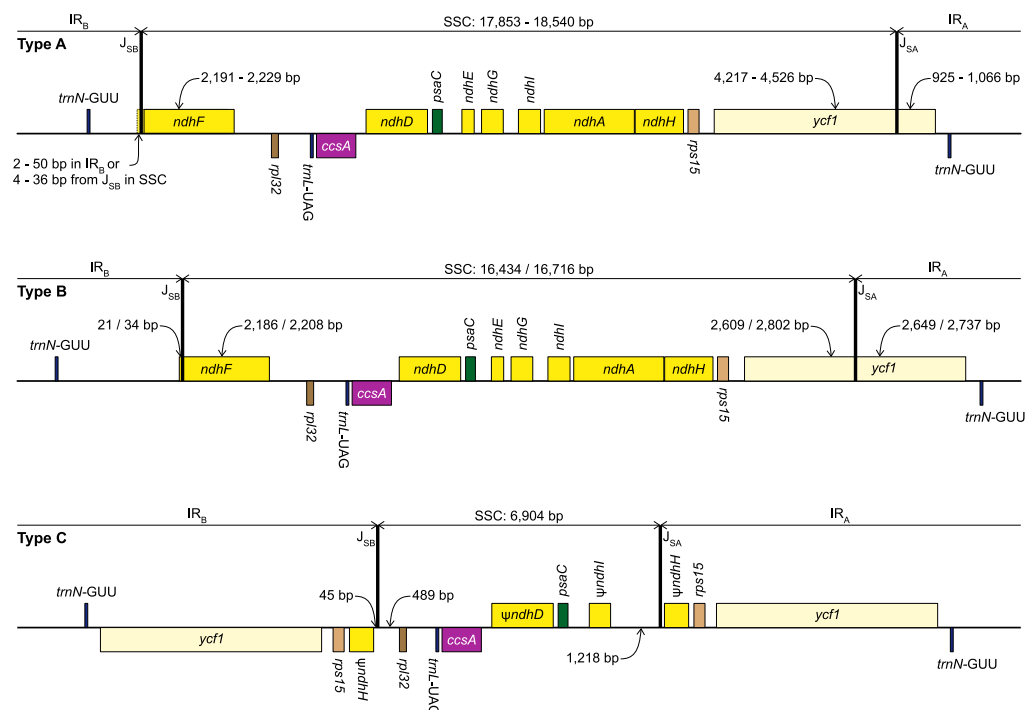 IRB SSC: 17,853 - 18,540 bp IRA
Type A JSB JSA
2,191 - 2,229 bp psaC ndhE ndhG ndhI 4,217 - 4,526 bp 925 - 1,066 bp
trnN-GUU
ndhF ndhD ndhA ndhH ycf1
ccsA
2 - 50 bp in IRB or
4 - 36 bp from JSB in SSC
rpl32 trnL-UAG rps15 trnN-GUU
IRB SSC: 16,434 / 16,716 bp IRA
Type B JSB JSA
21 / 34 bp 2,186 / 2,208 bp psaC ndhE ndhG ndhI 2,609 / 2,802 bp 2,649 / 2,737 bp
trnN-GUU
ndhF ndhD ndhA ndhH ycf1
ccsA
rpl32 trnL-UAG rps15 trnN-GUU
IRB SSC: 6,904 bp IRA
Type C JSB JSA
trnN-GUU 45 bp 489 bp psaC ψndhI ψndhH rps15
ψndhD
ycf1 ccsA ycf1
1,218 bp
rps15 ψndhH rpl32 trnL-UAG trnN-GUU